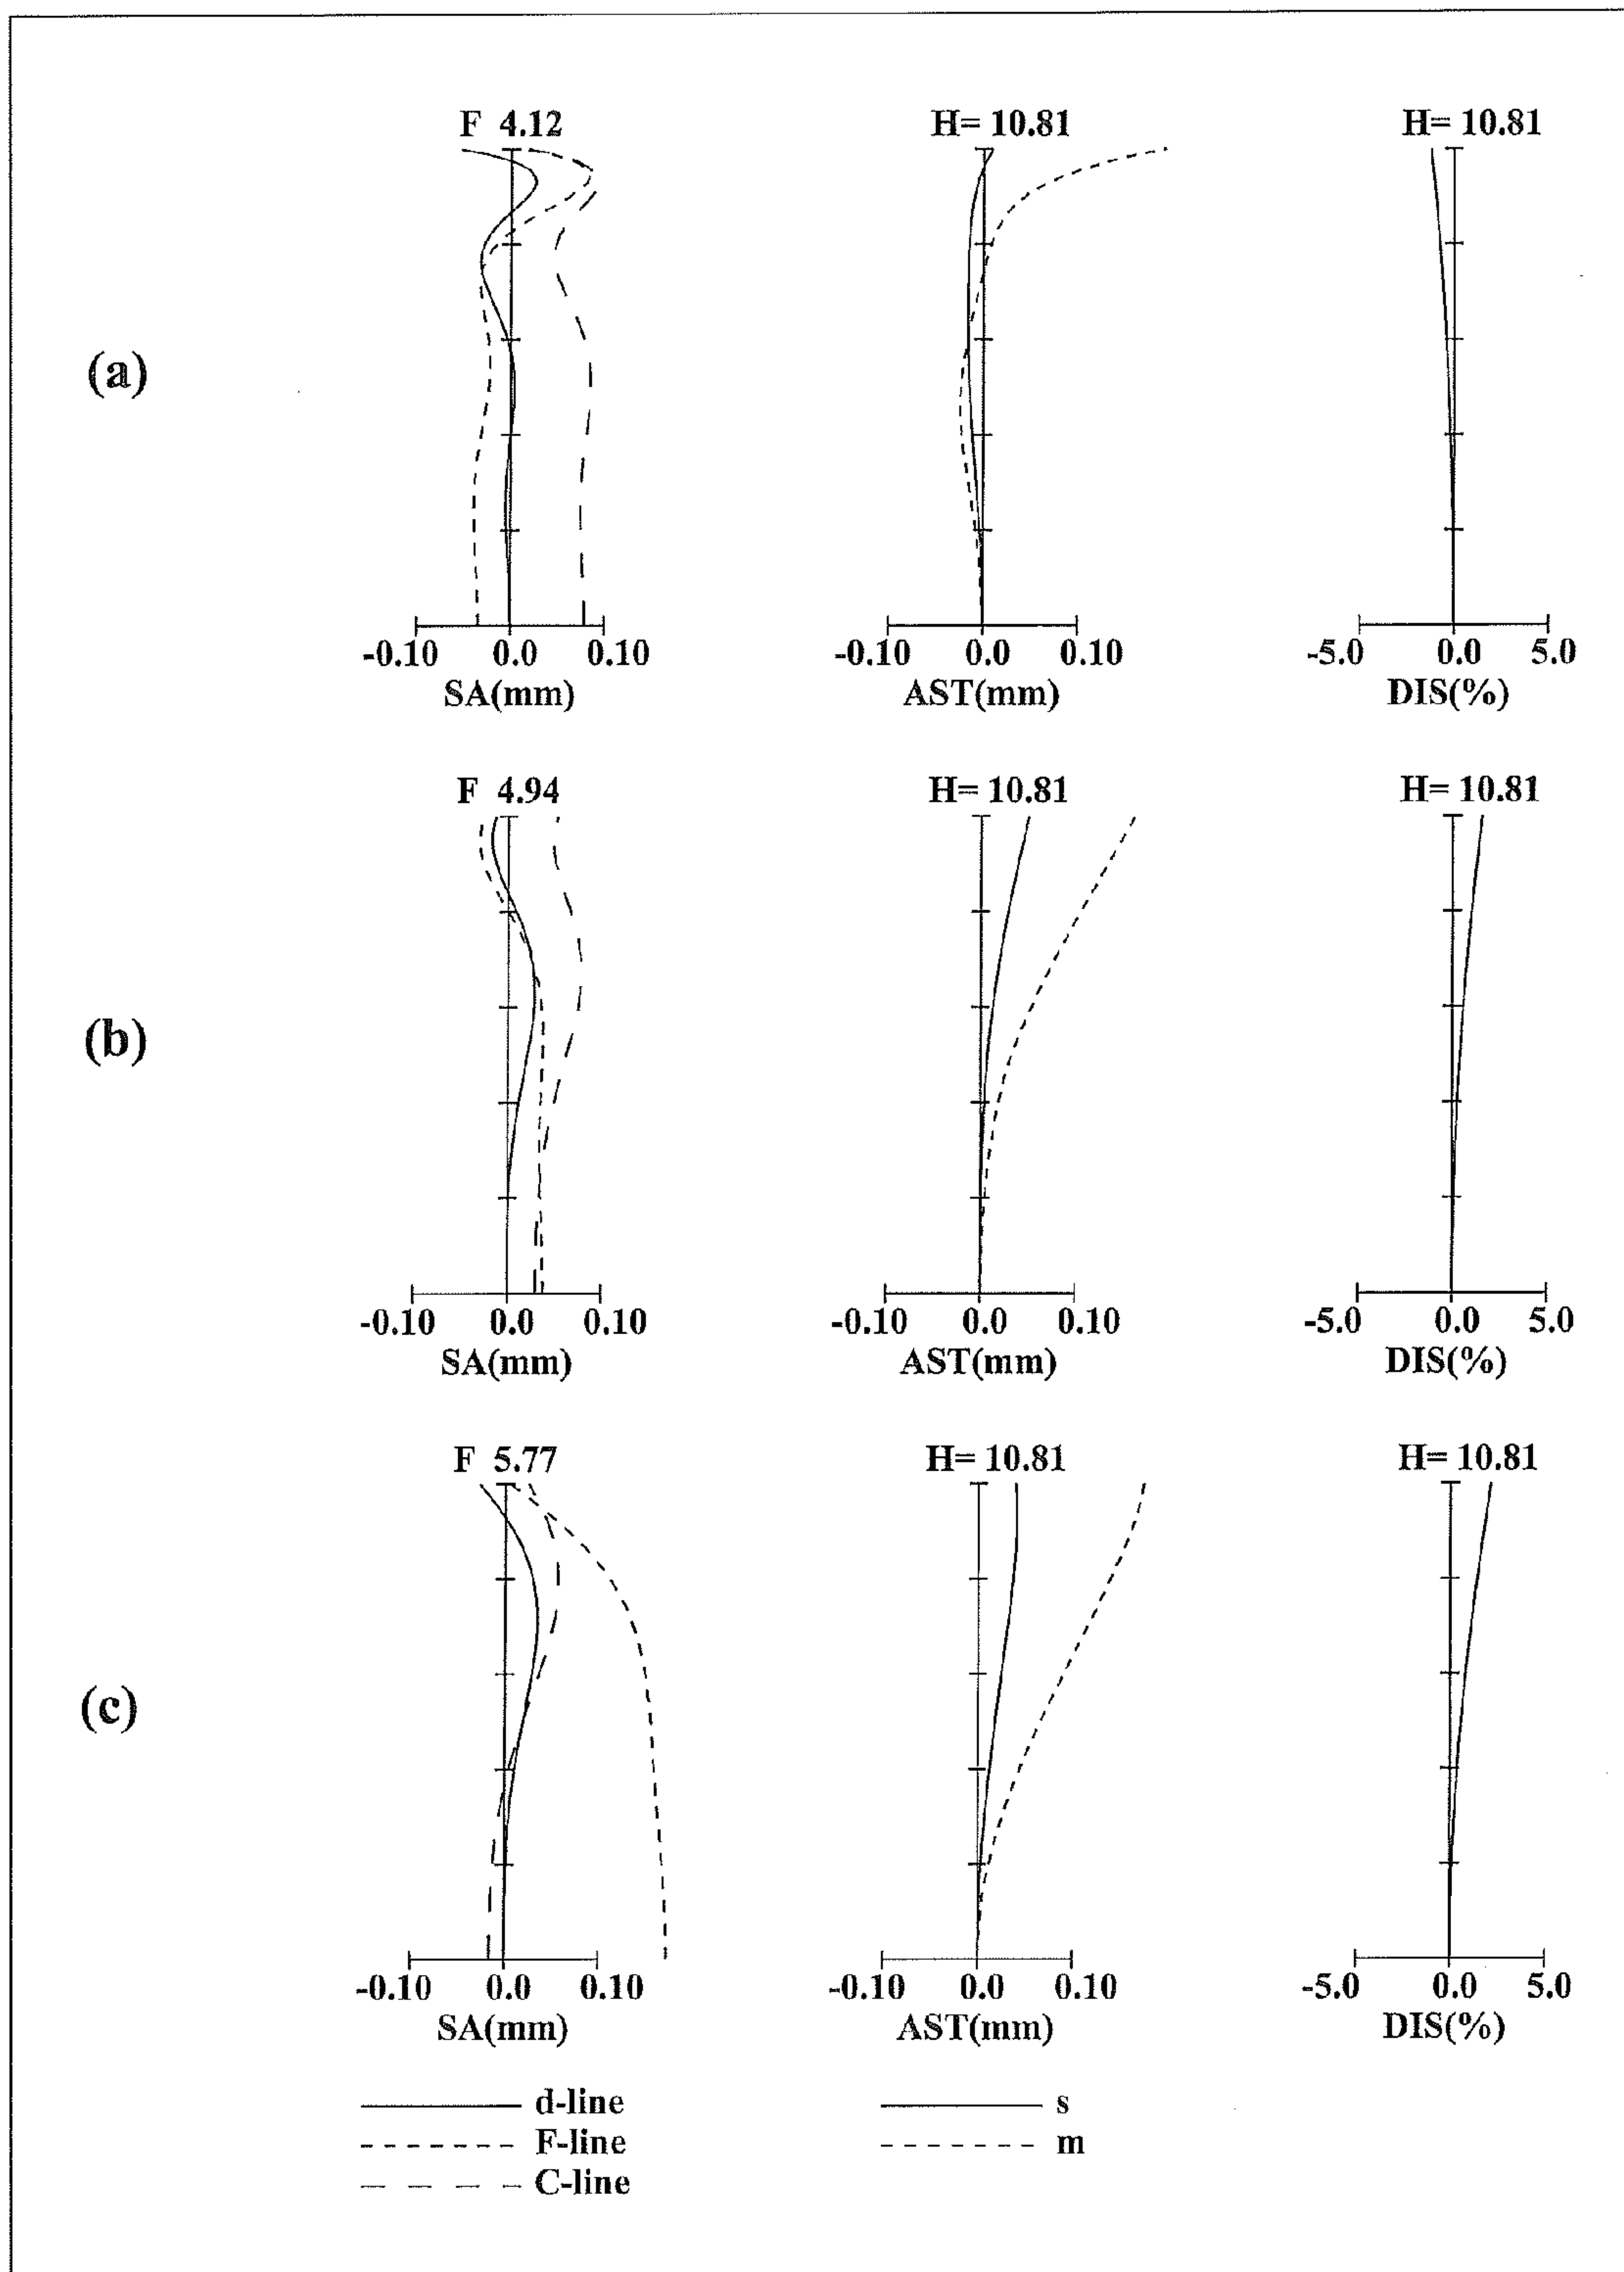 F 4.12 H= 10.81 H= 10.81
(a)
-0.10 0.0 0.10 -0.10 0.0 0.10 -5.0 0.0 5.0
SA(mm) AST(mm) DIS(%)
F 4.94 H= 10.81 H= 10.81
(b)
-0.10 0.0 0.10 -0.10 0.0 0.10 -5.0 0.0 5.0
SA(mm) AST(mm) DIS(%)
F 5.77 H= 10.81 H= 10.81
(c)
-0.10 0.0 0.10 -0.10 0.0 0.10 -5.0 0.0 5.0
SA(mm) AST(mm) DIS(%)
d-line s
F-line m
C-line